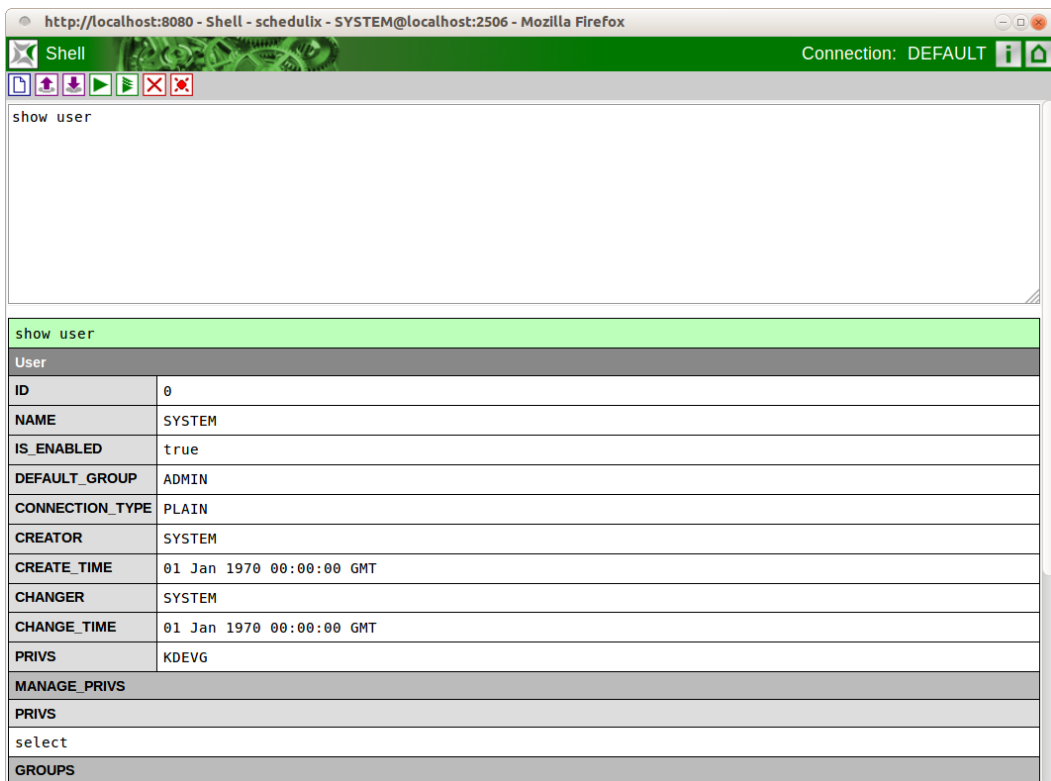 http://localhost:8080 - Shell - schedulix - SYSTEM@localhost:2506 - Mozilla Firefox
Shell Connection: DEFAULT i
show user
show user
User
ID 0
NAME SYSTEM
IS_ENABLED true
DEFAULT_GROUP ADMIN
CONNECTION_TYPE PLAIN
CREATOR SYSTEM
CREATE_TIME 01 Jan 1970 00:00:00 GMT
CHANGER SYSTEM
CHANGE_TIME 01 Jan 1970 00:00:00 GMT
PRIVS KDEVG
MANAGE_PRIVS
PRIVS
select
GROUPS